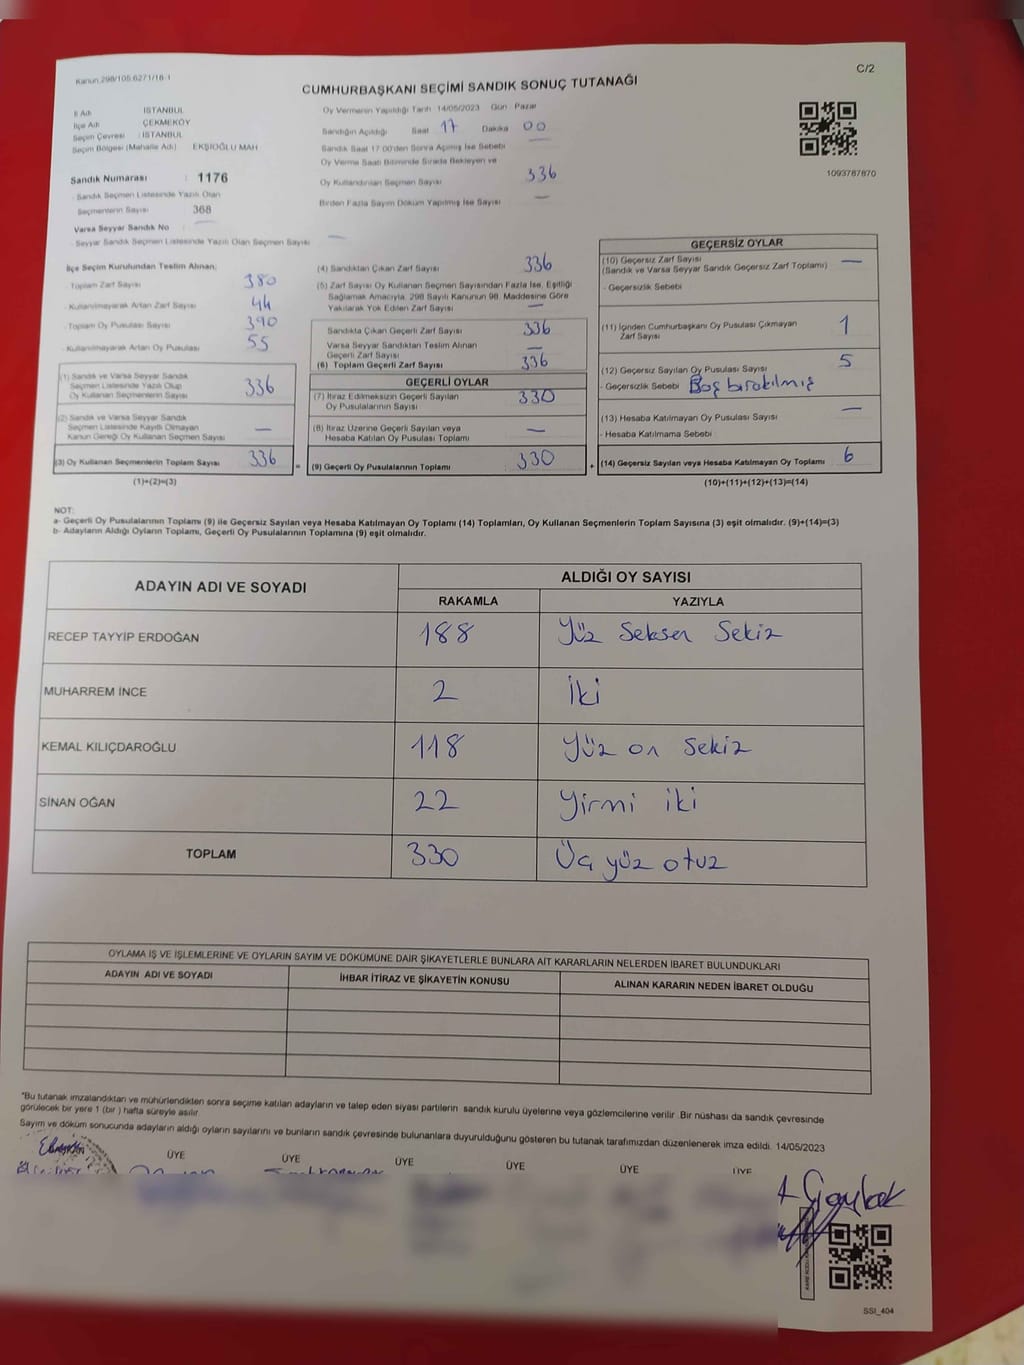 Kanun 298/105.6271/16-1
C/2
CUMHURBAŞKANI SEÇİMİ SANDIK SONUÇ TUTANAĞI
İl Adı : İSTANBUL
İlçe Adı : ÇEKMEKÖY
Seçim Çevresi : İSTANBUL
Seçim Bölgesi (Mahalle Adı) EKŞİOĞLU MAH
Sandık Numarası : 1176
- Sandık Seçmen Listesinde Yazılı Olan
Seçmenlerin Sayısı 368
Varsa Seyyar Sandık No : —
- Seyyar Sandık Seçmen Listesinde Yazılı Olan Seçmen Sayısı —
Oy Vermenin Yapıldığı Tarih 14/05/2023 Gün Pazar
Sandığın Açıldığı Saat 17 Dakika 00
Sandık Saat 17:00'den Sonra Açılmış İse Sebebi —
Oy Verme Saati Bitiminde Sırada Bekleyen ve
Oy Kullandırılan Seçmen Sayısı 336
Birden Fazla Sayım Döküm Yapılmış İse Sayısı —
1093787870
İlçe Seçim Kurulundan Teslim Alınan;
- Toplam Zarf Sayısı 380
- Kullanılmayarak Artan Zarf Sayısı 44
- Toplam Oy Pusulası Sayısı 390
- Kullanılmayarak Artan Oy Pusulası 55
(1) Sandık ve Varsa Seyyar Sandık
Seçmen Listesinde Yazılı Olup
Oy Kullanan Seçmenlerin Sayısı 336
(2) Sandık ve Varsa Seyyar Sandık
Seçmen Listesinde Kayıtlı Olmayan
Kanun Gereği Oy Kullanan Seçmen Sayısı —
(3) Oy Kullanan Seçmenlerin Toplam Sayısı 336
(1)+(2)=(3)
(4) Sandıktan Çıkan Zarf Sayısı 336
(5) Zarf Sayısı Oy Kullanan Seçmen Sayısından Fazla İse, Eşitliği
Sağlamak Amacıyla, 298 Sayılı Kanunun 98. Maddesine Göre
Yakılarak Yok Edilen Zarf Sayısı —
Sandıkta Çıkan Geçerli Zarf Sayısı 336
Varsa Seyyar Sandıktan Teslim Alınan
Geçerli Zarf Sayısı —
(6) Toplam Geçerli Zarf Sayısı 336
GEÇERLİ OYLAR
(7) İtiraz Edilmeksizin Geçerli Sayılan
Oy Pusulalarının Sayısı 330
(8) İtiraz Üzerine Geçerli Sayılan veya
Hesaba Katılan Oy Pusulası Toplamı —
= (9) Geçerli Oy Pusulalarının Toplamı 330
GEÇERSİZ OYLAR
(10) Geçersiz Zarf Sayısı —
(Sandık ve Varsa Seyyar Sandık Geçersiz Zarf Toplamı)
- Geçersizlik Sebebi
(11) İçinden Cumhurbaşkanı Oy Pusulası Çıkmayan
Zarf Sayısı 1
(12) Geçersiz Sayılan Oy Pusulası Sayısı 5
- Geçersizlik Sebebi Boş bırakılmış
(13) Hesaba Katılmayan Oy Pusulası Sayısı —
- Hesaba Katılmama Sebebi
+ (14) Geçersiz Sayılan veya Hesaba Katılmayan Oy Toplamı 6
(10)+(11)+(12)+(13)=(14)
NOT:
a- Geçerli Oy Pusulalarının Toplamı (9) ile Geçersiz Sayılan veya Hesaba Katılmayan Oy Toplamı (14) Toplamları, Oy Kullanan Seçmenlerin Toplam Sayısına (3) eşit olmalıdır. (9)+(14)=(3)
b- Adayların Aldığı Oyların Toplamı, Geçerli Oy Pusulalarının Toplamına (9) eşit olmalıdır.
ADAYIN ADI VE SOYADI
ALDIĞI OY SAYISI
RAKAMLA YAZIYLA
RECEP TAYYİP ERDOĞAN 188 Yüz Seksen Sekiz
MUHARREM İNCE 2 İki
KEMAL KILIÇDAROĞLU 118 Yüz on sekiz
SİNAN OĞAN 22 Yirmi iki
TOPLAM 330 Üç yüz otuz
OYLAMA İŞ VE İŞLEMLERİNE VE OYLARIN SAYIM VE DÖKÜMÜNE DAİR ŞİKAYETLERLE BUNLARA AİT KARARLARIN NELERDEN İBARET BULUNDUKLARI
ADAYIN ADI VE SOYADI İHBAR İTİRAZ VE ŞİKAYETİN KONUSU ALINAN KARARIN NEDEN İBARET OLDUĞU
"Bu tutanak imzalandıktan ve mühürlendikten sonra seçime katılan adayların ve talep eden siyasi partilerin sandık kurulu üyelerine veya gözlemcilerine verilir. Bir nüshası da sandık çevresinde
görülecek bir yere 1 (bir ) hafta süreyle asılır.
Sayım ve döküm sonucunda adayların aldığı oyların sayılarını ve bunların sandık çevresinde bulunanlara duyurulduğunu gösteren bu tutanak tarafımızdan düzenlenerek imza edildi. 14/05/2023
ÜYE ÜYE ÜYE ÜYE ÜYE ÜYE
SSI_404